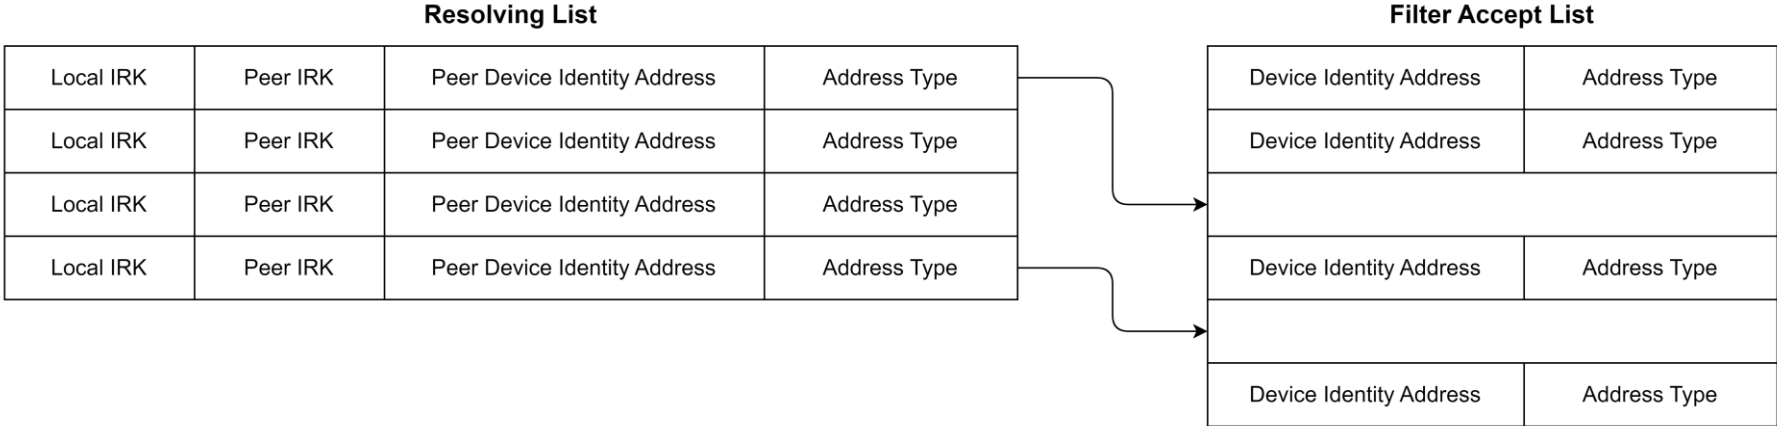 Resolving List
Filter Accept List
Local IRK Peer IRK Peer Device Identity Address Address Type
Device Identity Address Address Type
Local IRK Peer IRK Peer Device Identity Address Address Type
Device Identity Address Address Type
Local IRK Peer IRK Peer Device Identity Address Address Type
Local IRK Peer IRK Peer Device Identity Address Address Type
Device Identity Address Address Type
Device Identity Address Address Type